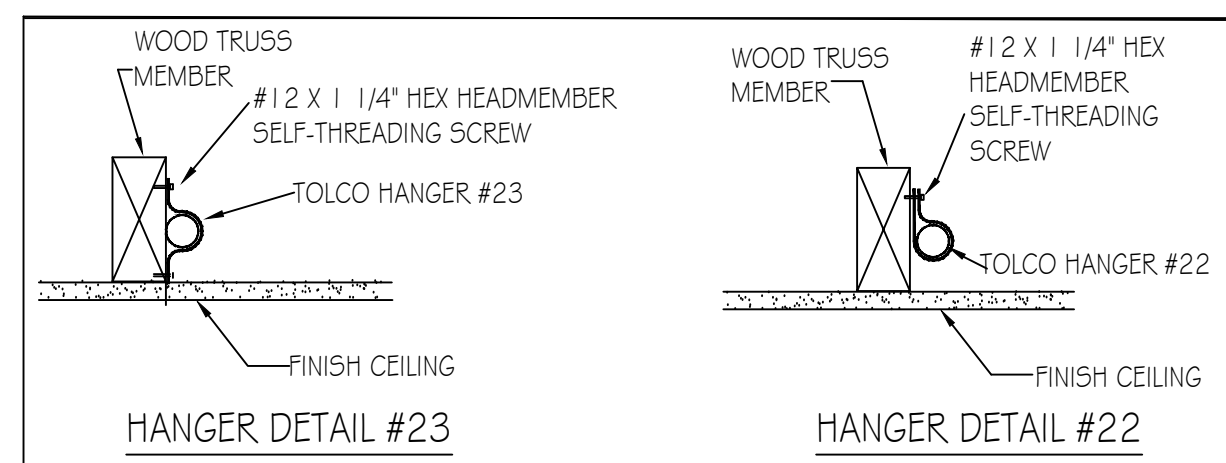 WOOD TRUSS
MEMBER
#12 X 1 1/4" HEX HEADMEMBER
SELF-THREADING SCREW
TOLCO HANGER #23
FINISH CEILING
HANGER DETAIL #23
WOOD TRUSS
MEMBER
#12 X 1 1/4" HEX
HEADMEMBER
SELF-THREADING
SCREW
TOLCO HANGER #22
FINISH CEILING
HANGER DETAIL #22